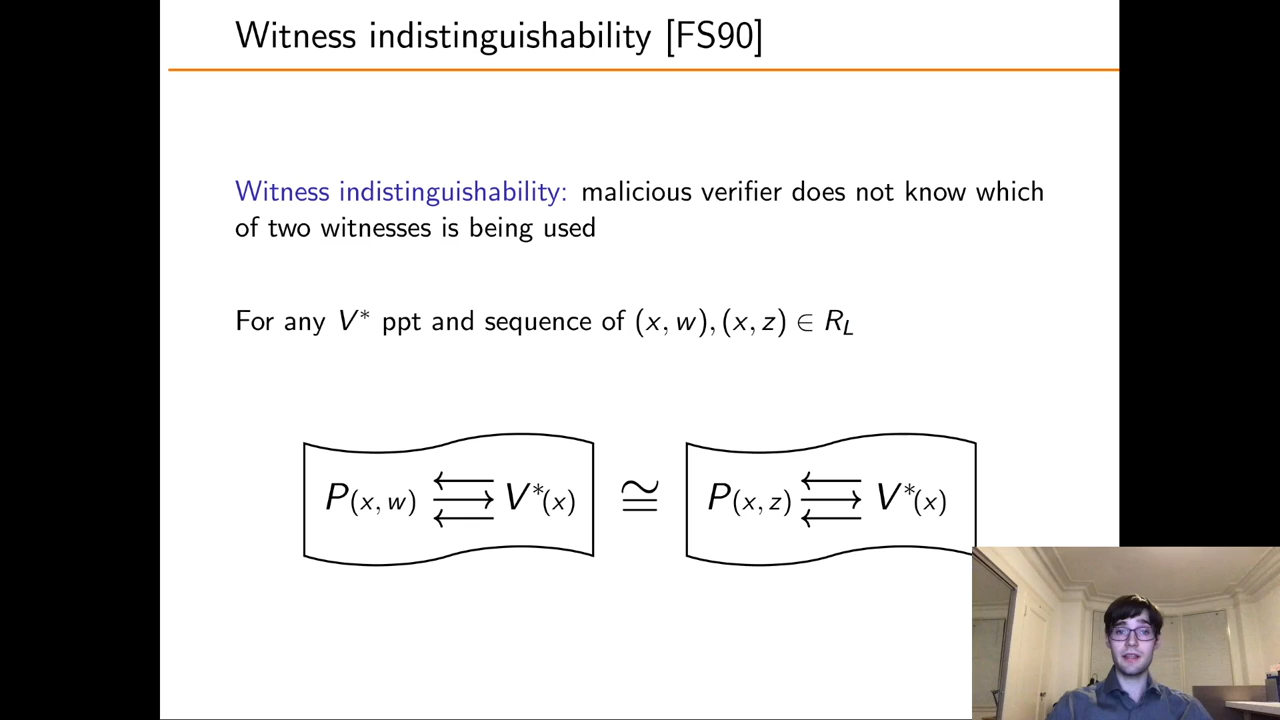 Witness indistinguishability [FS90]
Witness indistinguishability: malicious verifier does not know which
of two witnesses is being used
For any V* ppt and sequence of (x, w), (x, z) ∈ R_L
P(x, w) V*(x) ≅ P(x, z) V*(x)